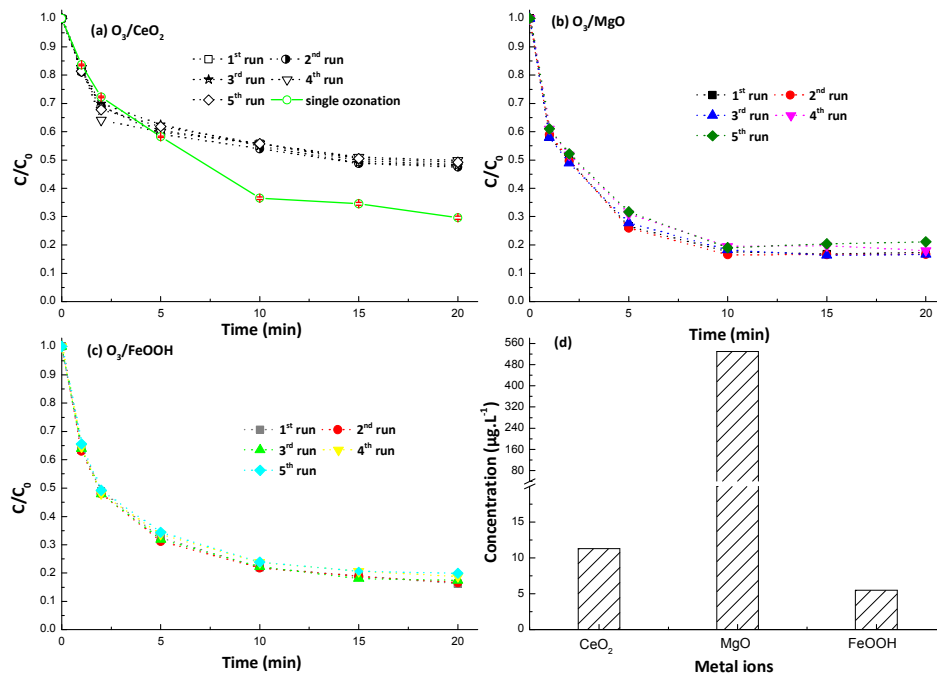 (a) O₃/CeO₂
1ˢᵗ run 2ⁿᵈ run
3ʳᵈ run 4ᵗʰ run
5ᵗʰ run single ozonation
C/C₀
1.0
0.9
0.8
0.7
0.6
0.5
0.4
0.3
0.2
0.1
0.0
0 5 10 15 20
Time (min)
(b) O₃/MgO
1ˢᵗ run 2ⁿᵈ run
3ʳᵈ run 4ᵗʰ run
5ᵗʰ run
C/C₀
1.0
0.9
0.8
0.7
0.6
0.5
0.4
0.3
0.2
0.1
0.0
0 5 10 15 20
Time (min)
(c) O₃/FeOOH
1ˢᵗ run 2ⁿᵈ run
3ʳᵈ run 4ᵗʰ run
5ᵗʰ run
C/C₀
1.0
0.9
0.8
0.7
0.6
0.5
0.4
0.3
0.2
0.1
0.0
0 5 10 15 20
Time (min)
(d)
Concentration (µg.L⁻¹)
560
480
400
320
240
160
80
15
10
5
0
CeO₂ MgO FeOOH
Metal ions